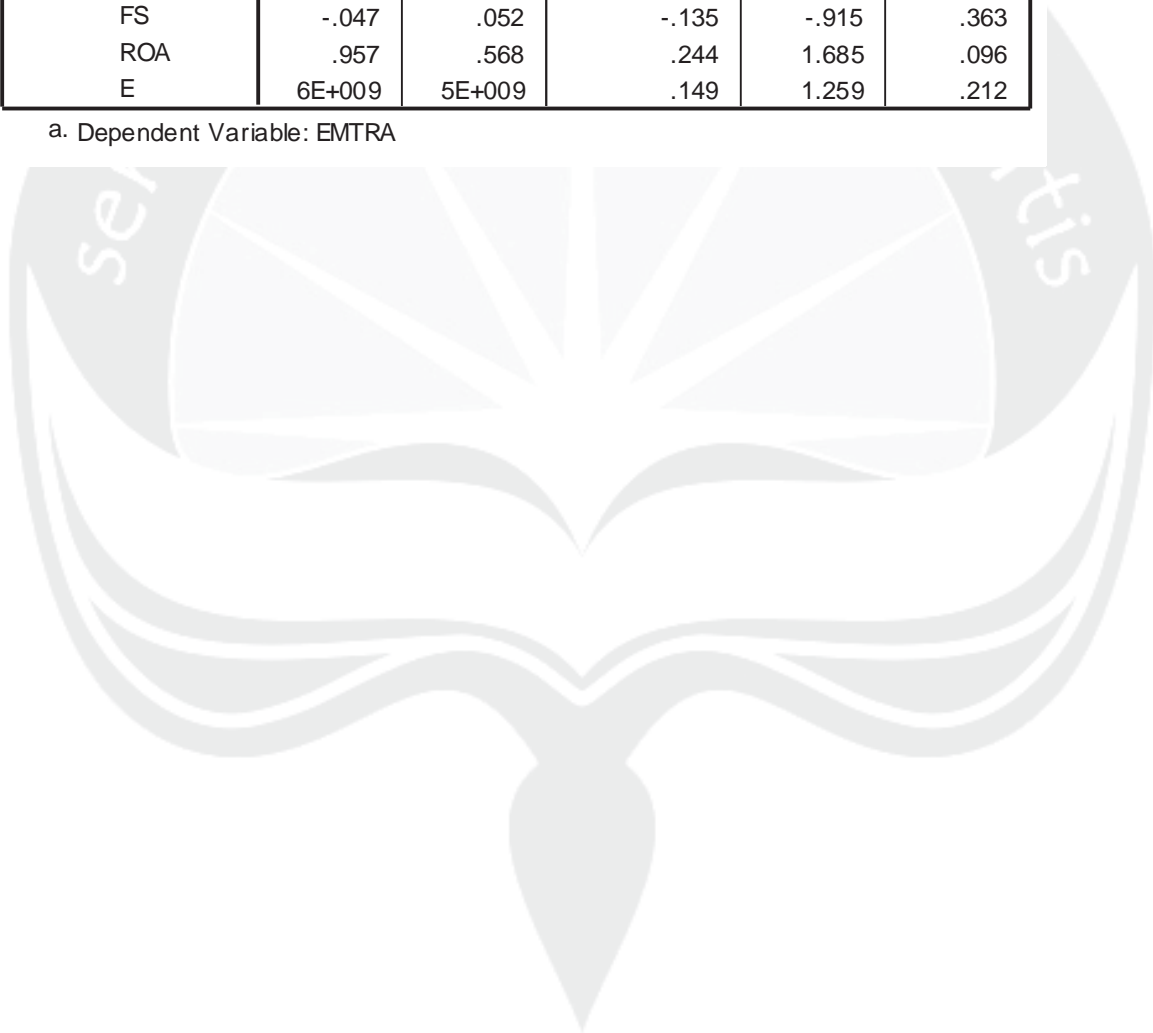 FS -.047 .052 -.135 -.915 .363
ROA .957 .568 .244 1.685 .096
E 6E+009 5E+009 .149 1.259 .212
a. Dependent Variable: EMTRA